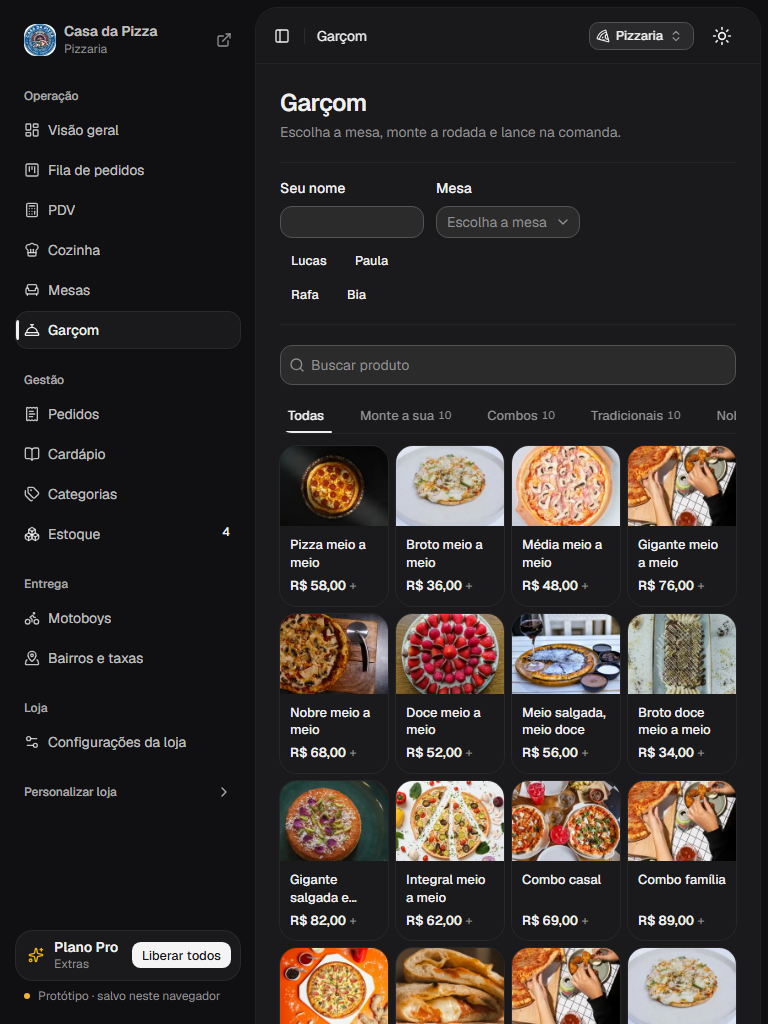 Casa da Pizza
Pizzaria
Operação
Visão geral
Fila de pedidos
PDV
Cozinha
Mesas
Garçom
Gestão
Pedidos
Cardápio
Categorias
Estoque 4
Entrega
Motoboys
Bairros e taxas
Loja
Configurações da loja
Personalizar loja
Plano Pro
Extras
Liberar todos
Protótipo · salvo neste navegador
Garçom
Pizzaria
Garçom
Escolha a mesa, monte a rodada e lance na comanda.
Seu nome Mesa
Escolha a mesa
Lucas Paula
Rafa Bia
Buscar produto
Todas Monte a sua 10 Combos 10 Tradicionais 10 Nol
Pizza meio a meio
R$ 58,00 +
Broto meio a meio
R$ 36,00 +
Média meio a meio
R$ 48,00 +
Gigante meio a meio
R$ 76,00 +
Nobre meio a meio
R$ 68,00 +
Doce meio a meio
R$ 52,00 +
Meio salgada, meio doce
R$ 56,00 +
Broto doce meio a meio
R$ 34,00 +
Gigante salgada e…
R$ 82,00 +
Integral meio a meio
R$ 62,00 +
Combo casal
R$ 69,00 +
Combo família
R$ 89,00 +